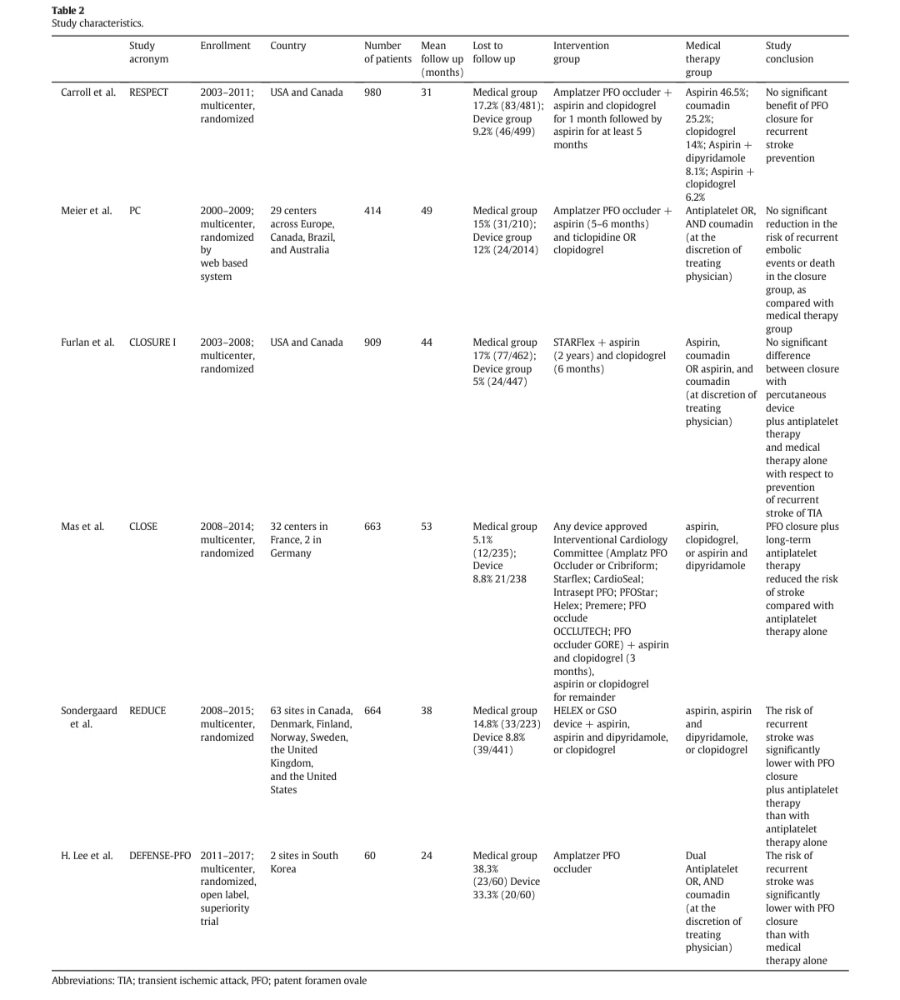 Table 2
Study characteristics.
Study acronym Enrollment Country Number of patients Mean follow up (months) Lost to follow up Intervention group Medical therapy group Study conclusion
Carroll et al.
RESPECT
2003–2011;
multicenter,
randomized
USA and Canada
980
31
Medical group
17.2% (83/481);
Device group
9.2% (46/499)
Amplatzer PFO occluder +
aspirin and clopidogrel
for 1 month followed by
aspirin for at least 5
months
Aspirin 46.5%;
coumadin
25.2%;
clopidogrel
14%; Aspirin +
dipyridamole
8.1%; Aspirin +
clopidogrel
6.2%
No significant
benefit of PFO
closure for
recurrent
stroke
prevention
Meier et al.
PC
2000–2009;
multicenter,
randomized
by
web based
system
29 centers
across Europe,
Canada, Brazil,
and Australia
414
49
Medical group
15% (31/210);
Device group
12% (24/2014)
Amplatzer PFO occluder +
aspirin (5–6 months)
and ticlopidine OR
clopidogrel
Antiplatelet OR,
AND coumadin
(at the
discretion of
treating
physician)
No significant
reduction in the
risk of recurrent
embolic
events or death
in the closure
group, as
compared with
medical therapy
group
Furlan et al.
CLOSURE I
2003–2008;
multicenter,
randomized
USA and Canada
909
44
Medical group
17% (77/462);
Device group
5% (24/447)
STARFlex + aspirin
(2 years) and clopidogrel
(6 months)
Aspirin,
coumadin
OR aspirin, and
coumadin
(at discretion of
treating
physician)
No significant
difference
between closure
with
percutaneous
device
plus antiplatelet
therapy
and medical
therapy alone
with respect to
prevention
of recurrent
stroke of TIA
Mas et al.
CLOSE
2008–2014;
multicenter,
randomized
32 centers in
France, 2 in
Germany
663
53
Medical group
5.1%
(12/235);
Device
8.8% 21/238
Any device approved
Interventional Cardiology
Committee (Amplatz PFO
Occluder or Cribriform;
Starflex; CardioSeal;
Intrasept PFO; PFOStar;
Helex; Premere; PFO
occlude
OCCLUTECH; PFO
occluder GORE) + aspirin
and clopidogrel (3
months),
aspirin or clopidogrel
for remainder
aspirin,
clopidogrel,
or aspirin and
dipyridamole
PFO closure plus
long-term
antiplatelet
therapy
reduced the risk
of stroke
compared with
antiplatelet
therapy alone
Sondergaard
et al.
REDUCE
2008–2015;
multicenter,
randomized
63 sites in Canada,
Denmark, Finland,
Norway, Sweden,
the United
Kingdom,
and the United
States
664
38
Medical group
14.8% (33/223)
Device 8.8%
(39/441)
HELEX or GSO
device + aspirin,
aspirin and dipyridamole,
or clopidogrel
aspirin, aspirin
and
dipyridamole,
or clopidogrel
The risk of
recurrent
stroke was
significantly
lower with PFO
closure
plus antiplatelet
therapy
than with
antiplatelet
therapy alone
H. Lee et al.
DEFENSE-PFO
2011–2017;
multicenter,
randomized,
open label,
superiority
trial
2 sites in South
Korea
60
24
Medical group
38.3%
(23/60) Device
33.3% (20/60)
Amplatzer PFO
occluder
Dual
Antiplatelet
OR, AND
coumadin
(at the
discretion of
treating
physician)
The risk of
recurrent
stroke was
significantly
lower with PFO
closure
than with
medical
therapy alone
Abbreviations: TIA; transient ischemic attack, PFO; patent foramen ovale